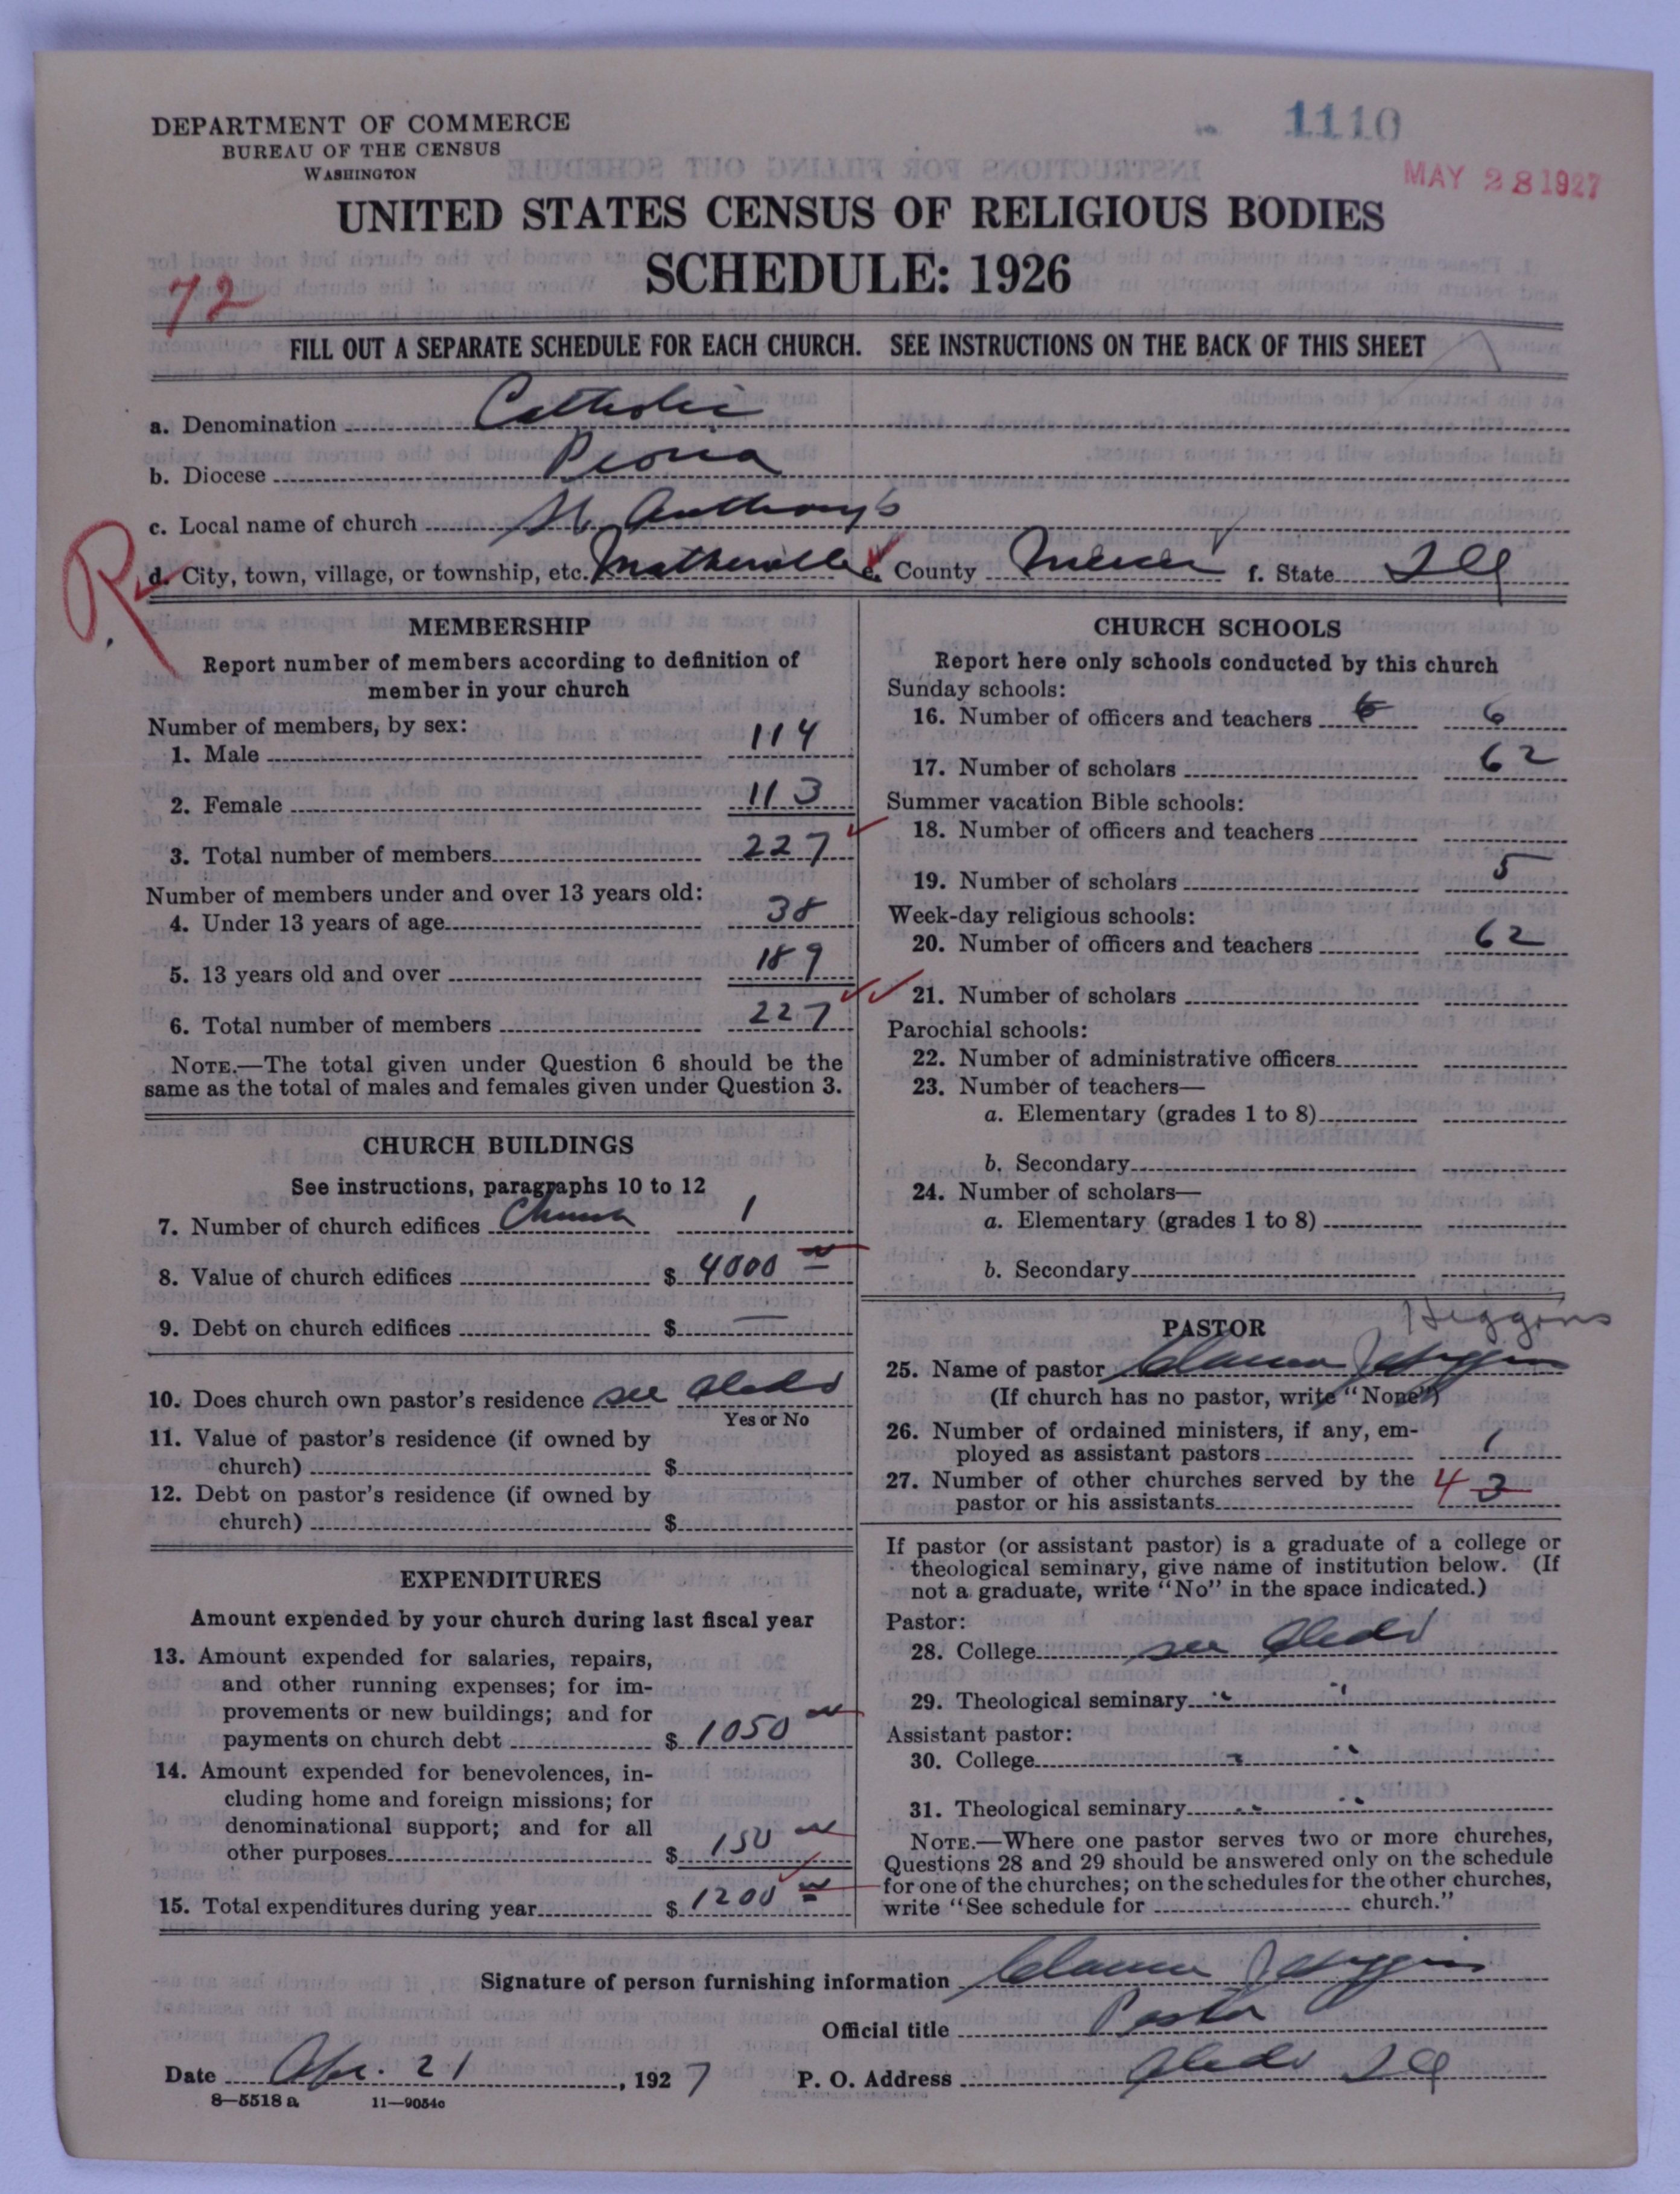 DEPARTMENT OF COMMERCE
BUREAU OF THE CENSUS
WASHINGTON
1110
MAY 28 1927
UNITED STATES CENSUS OF RELIGIOUS BODIES
SCHEDULE: 1926
72
FILL OUT A SEPARATE SCHEDULE FOR EACH CHURCH. SEE INSTRUCTIONS ON THE BACK OF THIS SHEET
a. Denomination Catholic
b. Diocese Peoria
c. Local name of church St. Anthony's
R
d. City, town, village, or township, etc. Matherville e. County Mercer f. State Ill
MEMBERSHIP
Report number of members according to definition of
member in your church
Number of members, by sex:
1. Male 114
2. Female 113
3. Total number of members 227
Number of members under and over 13 years old:
4. Under 13 years of age 38
5. 13 years old and over 189
6. Total number of members 227
NOTE.—The total given under Question 6 should be the
same as the total of males and females given under Question 3.
CHURCH BUILDINGS
See instructions, paragraphs 10 to 12
7. Number of church edifices Church 1
8. Value of church edifices $ 4000
9. Debt on church edifices $ —
10. Does church own pastor's residence see Aledo
Yes or No
11. Value of pastor's residence (if owned by
church) $
12. Debt on pastor's residence (if owned by
church) $
EXPENDITURES
Amount expended by your church during last fiscal year
13. Amount expended for salaries, repairs,
and other running expenses; for im-
provements or new buildings; and for
payments on church debt $ 1050
14. Amount expended for benevolences, in-
cluding home and foreign missions; for
denominational support; and for all
other purposes $ 150
15. Total expenditures during year $ 1200
CHURCH SCHOOLS
Report here only schools conducted by this church
Sunday schools:
16. Number of officers and teachers 6 6
17. Number of scholars 62
Summer vacation Bible schools:
18. Number of officers and teachers
19. Number of scholars 5
Week-day religious schools:
20. Number of officers and teachers 62
21. Number of scholars
Parochial schools:
22. Number of administrative officers
23. Number of teachers—
a. Elementary (grades 1 to 8)
b. Secondary
24. Number of scholars—
a. Elementary (grades 1 to 8)
b. Secondary
Heggins
PASTOR
25. Name of pastor
(If church has no pastor, write "None")
26. Number of ordained ministers, if any, em-
ployed as assistant pastors 1
27. Number of other churches served by the 4 3
pastor or his assistants
If pastor (or assistant pastor) is a graduate of a college or
theological seminary, give name of institution below. (If
not a graduate, write "No" in the space indicated.)
Pastor:
28. College see Aledo
29. Theological seminary " "
Assistant pastor:
30. College " "
31. Theological seminary " "
NOTE.—Where one pastor serves two or more churches,
Questions 28 and 29 should be answered only on the schedule
for one of the churches; on the schedules for the other churches,
write "See schedule for church."
Signature of person furnishing information
Official title Pastor
Date Apr. 21, 1927 P. O. Address Aledo Ill
8—5518 a 11—9054c